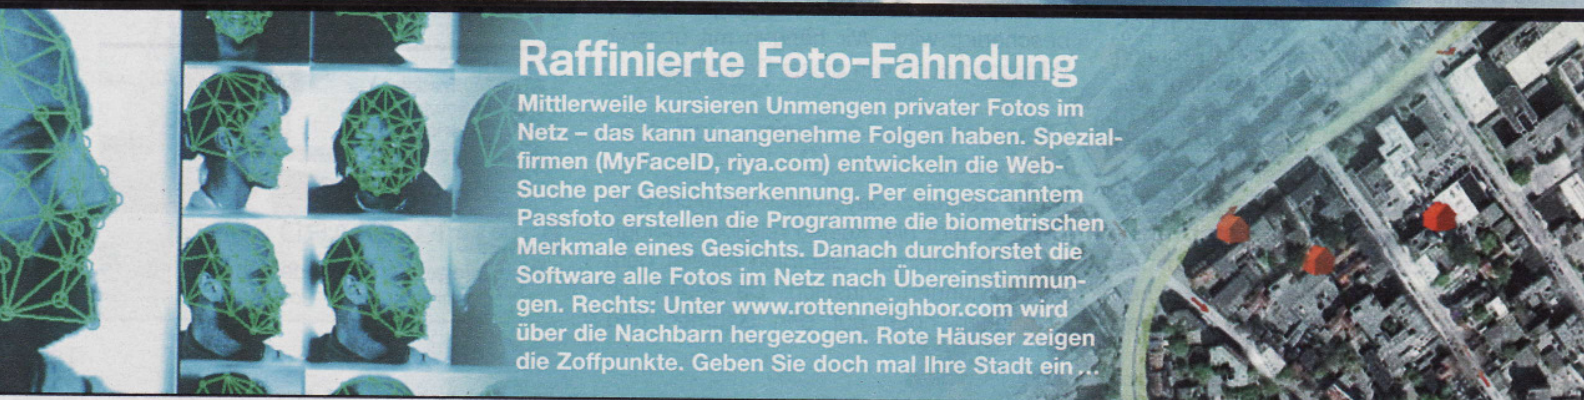 Raffinierte Foto-Fahndung
Mittlerweile kursieren Unmengen privater Fotos im
Netz – das kann unangenehme Folgen haben. Spezial-
firmen (MyFaceID, riya.com) entwickeln die Web-
Suche per Gesichtserkennung. Per eingescanntem
Passfoto erstellen die Programme die biometrischen
Merkmale eines Gesichts. Danach durchforstet die
Software alle Fotos im Netz nach Übereinstimmun-
gen. Rechts: Unter www.rottenneighbor.com wird
über die Nachbarn hergezogen. Rote Häuser zeigen
die Zoffpunkte. Geben Sie doch mal Ihre Stadt ein ...